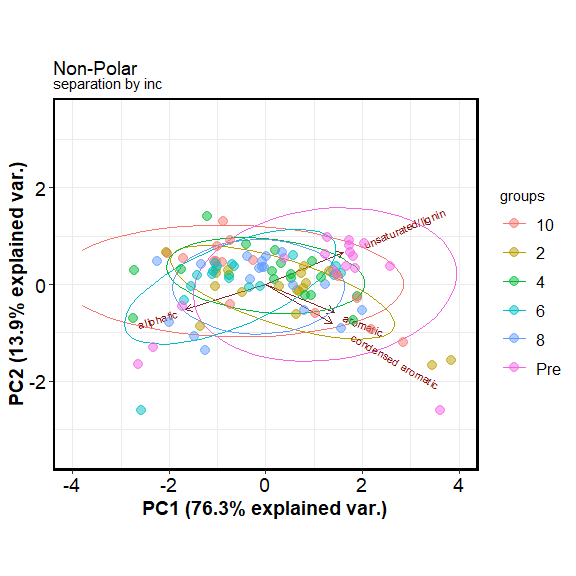 Non-Polar
separation by inc
PC2 (13.9% explained var.)
2
0
-2
unsaturated/lignin
aliphatic
aromatic
condensed aromatic
-4
-2
0
2
4
PC1 (76.3% explained var.)
groups
10
2
4
6
8
Pre